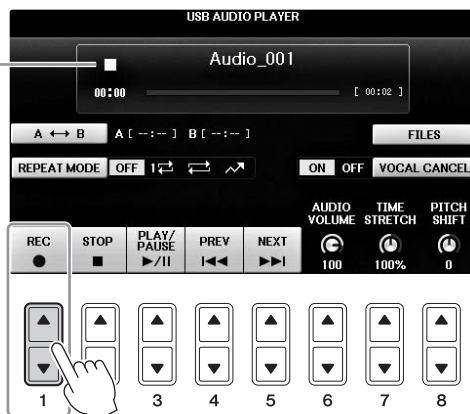 USB AUDIO PLAYER
Audio_001
00:00 [ 00:02 ]
A ↔ B A [ --:-- ] B [ --:-- ]
FILES
REPEAT MODE OFF 1
ON OFF VOCAL CANCEL
AUDIO VOLUME
TIME STRETCH
PITCH SHIFT
100 100% 0
REC STOP PLAY/PAUSE PREV NEXT
1 3 4 5 6 7 8